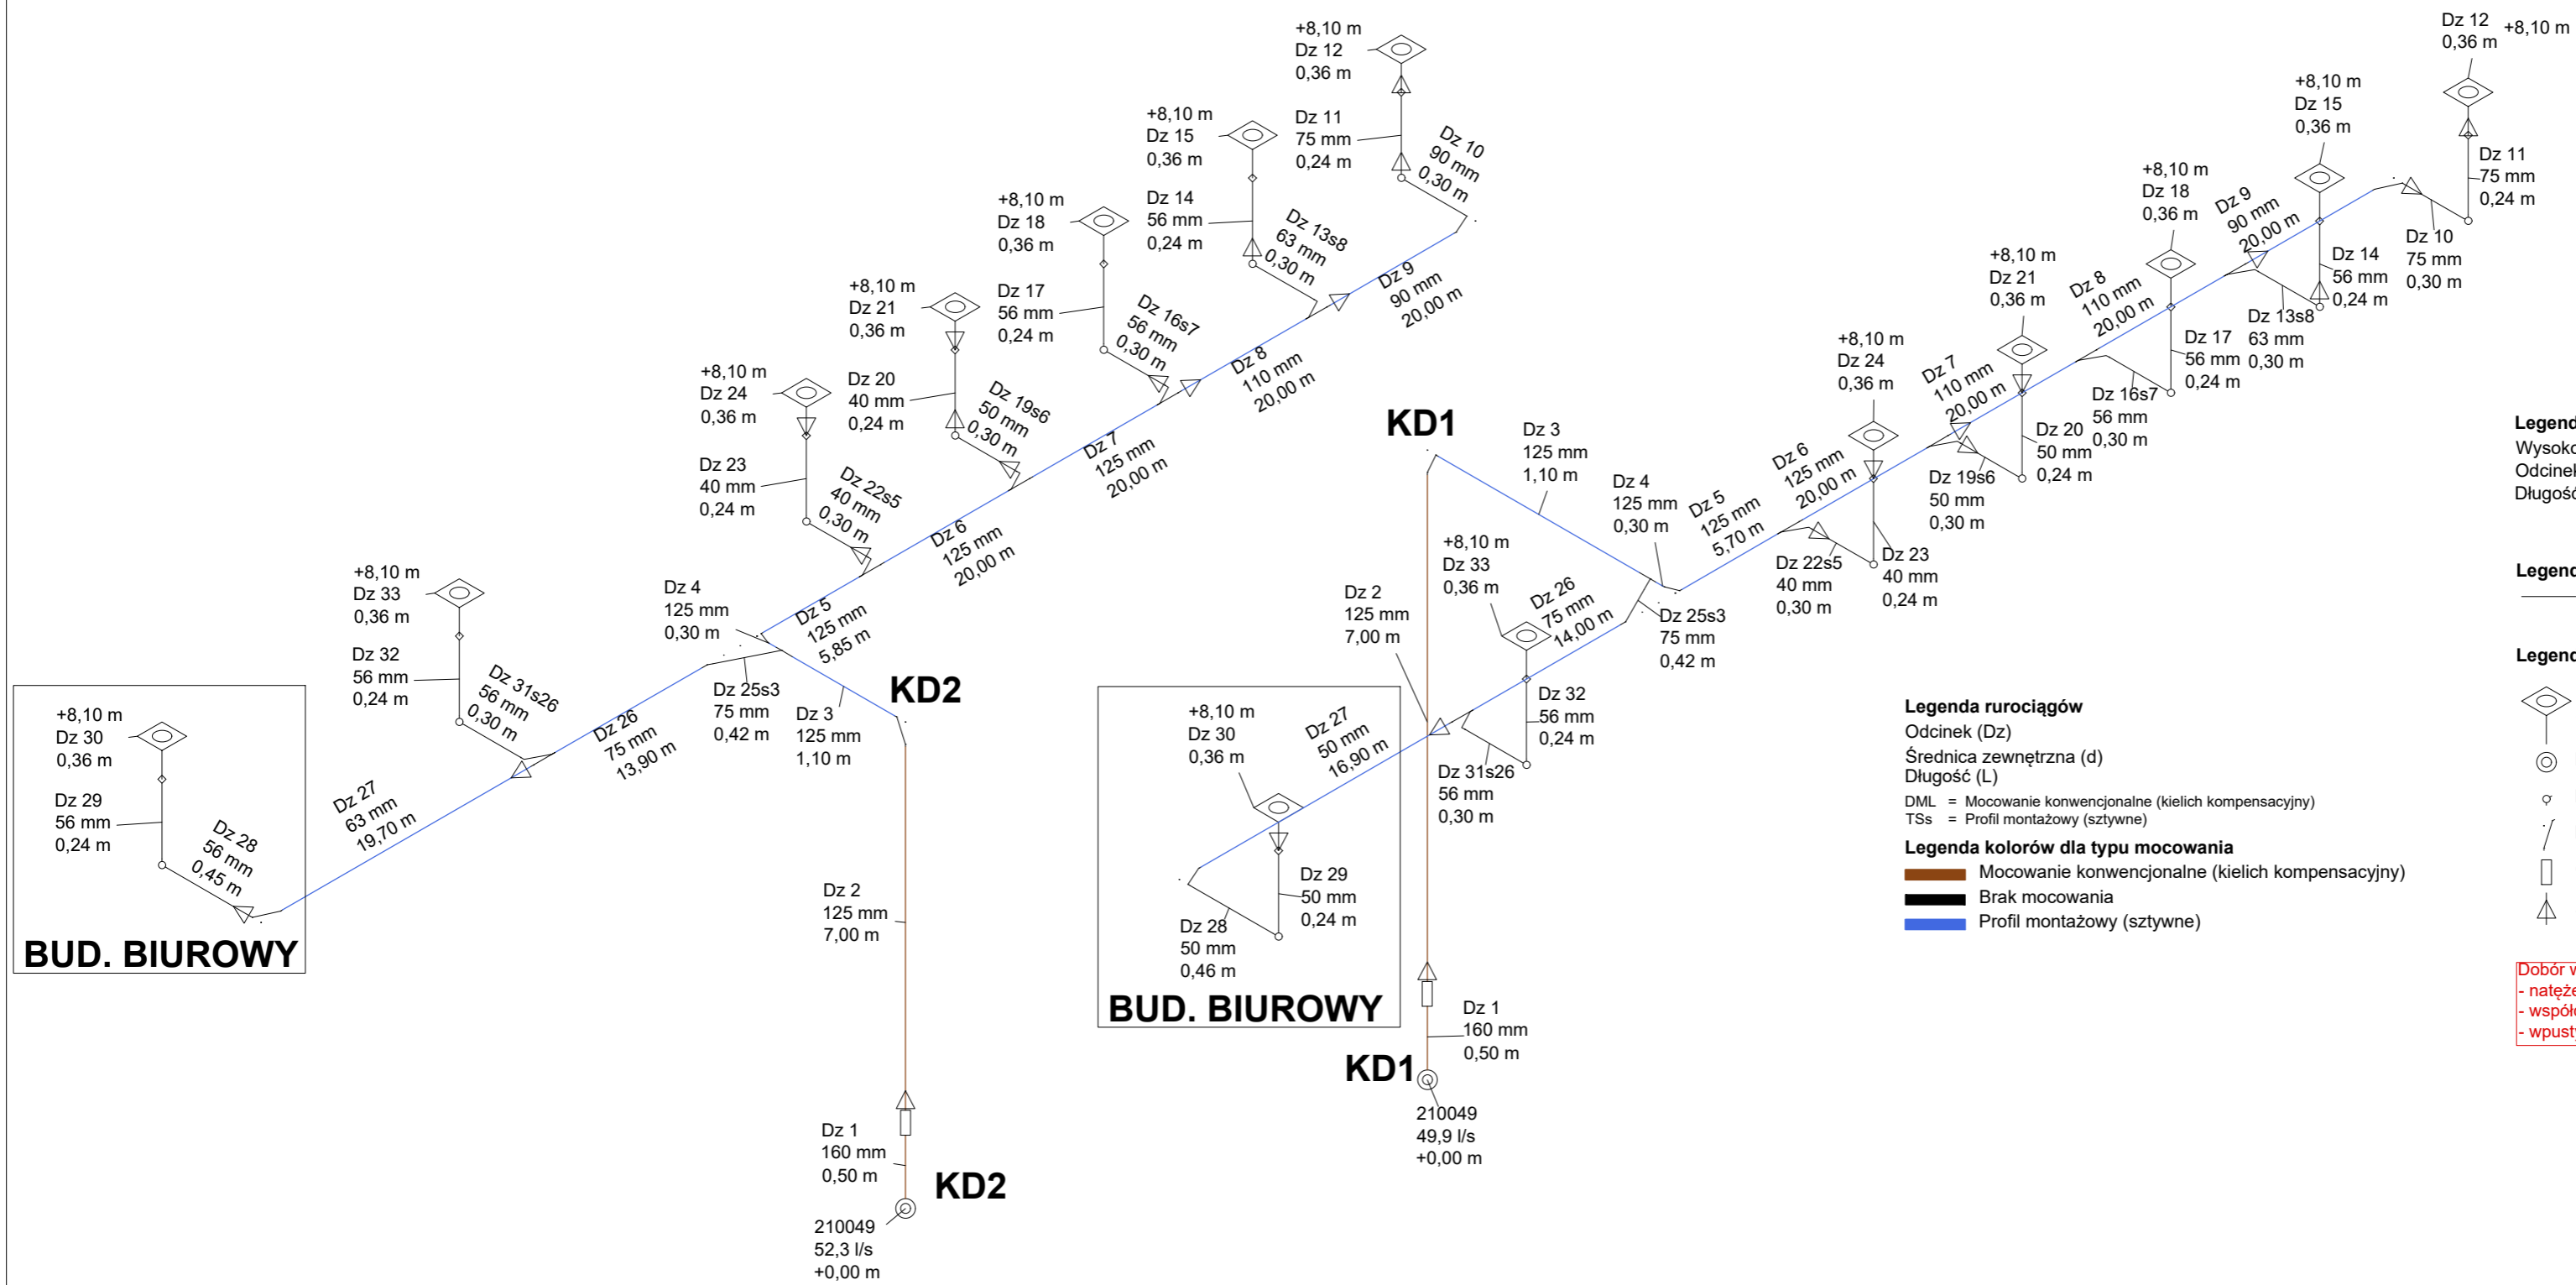 +8,10 m
Dz 12
0,36 m
Dz 11
75 mm
0,24 m
Dz 10
90 mm
0,30 m
+8,10 m
Dz 15
0,36 m
Dz 14
56 mm
0,24 m
Dz 13s8
63 mm
0,30 m
Dz 9
90 mm
20,00 m
+8,10 m
Dz 18
0,36 m
Dz 17
56 mm
0,24 m
Dz 16s7
56 mm
0,30 m
Dz 8
110 mm
20,00 m
+8,10 m
Dz 21
0,36 m
Dz 20
40 mm
0,24 m
Dz 19s6
50 mm
0,30 m
Dz 7
125 mm
20,00 m
+8,10 m
Dz 24
0,36 m
Dz 23
40 mm
0,24 m
Dz 22s5
40 mm
0,30 m
Dz 6
125 mm
20,00 m
Dz 4
125 mm
0,30 m
Dz 5
125 mm
5,85 m
+8,10 m
Dz 33
0,36 m
Dz 32
56 mm
0,24 m
Dz 31s26
56 mm
0,30 m
Dz 26
75 mm
13,90 m
Dz 25s3
75 mm
0,42 m
Dz 3
125 mm
1,10 m
KD2
+8,10 m
Dz 30
0,36 m
Dz 29
56 mm
0,24 m
Dz 28
56 mm
0,45 m
Dz 27
63 mm
19,70 m
BUD. BIUROWY
Dz 2
125 mm
7,00 m
Dz 1
160 mm
0,50 m
KD2
210049
52,3 l/s
+0,00 m
Dz 12
0,36 m
+8,10 m
Dz 11
75 mm
0,24 m
Dz 10
75 mm
0,30 m
+8,10 m
Dz 15
0,36 m
Dz 14
56 mm
0,24 m
Dz 13s8
63 mm
0,30 m
Dz 9
90 mm
20,00 m
+8,10 m
Dz 18
0,36 m
Dz 17
56 mm
0,24 m
Dz 16s7
56 mm
0,30 m
Dz 8
110 mm
20,00 m
+8,10 m
Dz 21
0,36 m
Dz 20
50 mm
0,24 m
Dz 19s6
50 mm
0,30 m
Dz 7
110 mm
20,00 m
+8,10 m
Dz 24
0,36 m
Dz 23
40 mm
0,24 m
Dz 22s5
40 mm
0,30 m
Dz 6
125 mm
20,00 m
Dz 5
125 mm
5,70 m
Dz 4
125 mm
0,30 m
Dz 3
125 mm
1,10 m
KD1
Dz 2
125 mm
7,00 m
+8,10 m
Dz 33
0,36 m
Dz 26
75 mm
14,00 m
Dz 25s3
75 mm
0,42 m
Dz 32
56 mm
0,24 m
Dz 31s26
56 mm
0,30 m
Dz 27
50 mm
16,90 m
+8,10 m
Dz 30
0,36 m
Dz 29
50 mm
0,24 m
Dz 28
50 mm
0,46 m
BUD. BIUROWY
Dz 1
160 mm
0,50 m
KD1
210049
49,9 l/s
+0,00 m
Legenda rurociągów
Odcinek (Dz)
Średnica zewnętrzna (d)
Długość (L)
DML = Mocowanie konwencjonalne (kielich kompensacyjny)
TSs = Profil montażowy (sztywne)
Legenda kolorów dla typu mocowania
Mocowanie konwencjonalne (kielich kompensacyjny)
Brak mocowania
Profil montażowy (sztywne)
Legend
Wysoko
Odcinek
Długość
Legend
Legend
Dobór w
- natęże
- współ
- wpusty